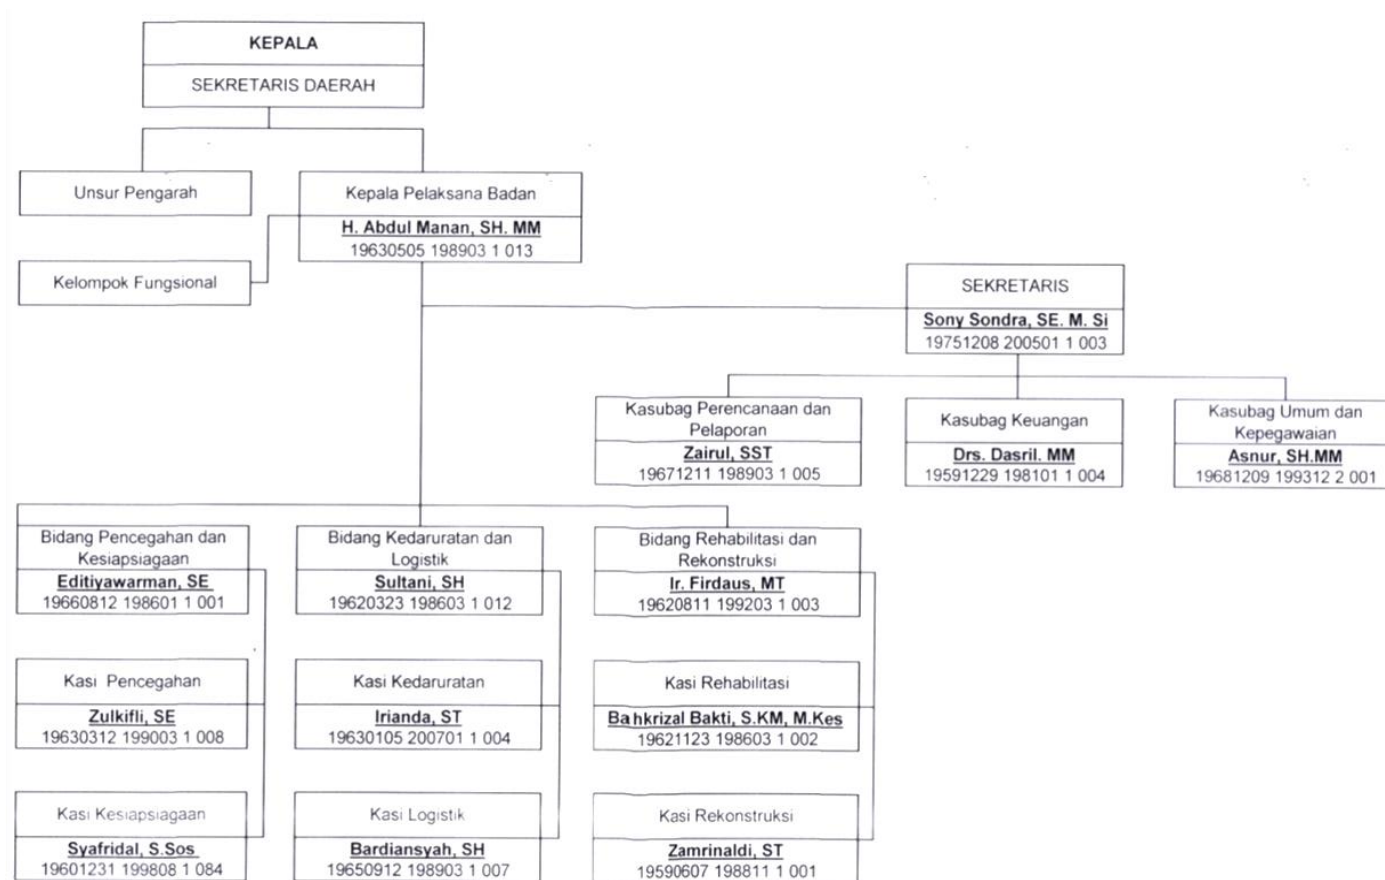 KEPALA
SEKRETARIS DAERAH
Unsur Pengarah
Kepala Pelaksana Badan
H. Abdul Manan, SH. MM
19630505 198903 1 013
Kelompok Fungsional
SEKRETARIS
Sony Sondra, SE. M. Si
19751208 200501 1 003
Kasubag Perencanaan dan
Pelaporan
Zairul, SST
19671211 198903 1 005
Kasubag Keuangan
Drs. Dasril. MM
19591229 198101 1 004
Kasubag Umum dan
Kepegawaian
Asnur, SH.MM
19681209 199312 2 001
Bidang Pencegahan dan
Kesiapsiagaan
Editiyawarman, SE
19660812 198601 1 001
Bidang Kedaruratan dan
Logistik
Sultani, SH
19620323 198603 1 012
Bidang Rehabilitasi dan
Rekonstruksi
Ir. Firdaus, MT
19620811 199203 1 003
Kasi Pencegahan
Zulkifli, SE
19630312 199003 1 008
Kasi Kedaruratan
Irianda, ST
19630105 200701 1 004
Kasi Rehabilitasi
Bahkrizal Bakti, S.KM, M.Kes
19621123 198603 1 002
Kasi Kesiapsiagaan
Syafridal, S.Sos
19601231 199808 1 084
Kasi Logistik
Bardiansyah, SH
19650912 198903 1 007
Kasi Rekonstruksi
Zamrinaldi, ST
19590607 198811 1 001